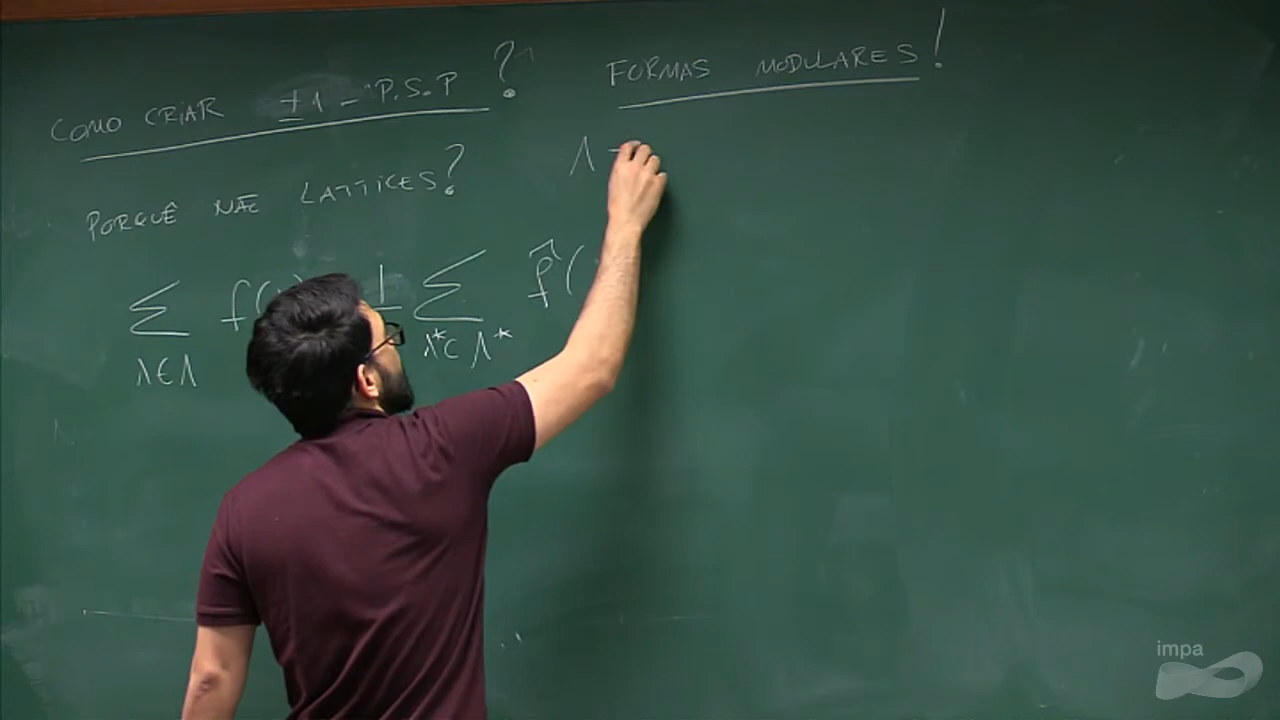 COMO CRIAR ±1 - "P.S.P ?
PORQUÊ NÃO LATTICES?
Σ f( 1 Σ f̂(
λ∈Λ λ*∈Λ*
FORMAS MODULARES!
Λ
impa